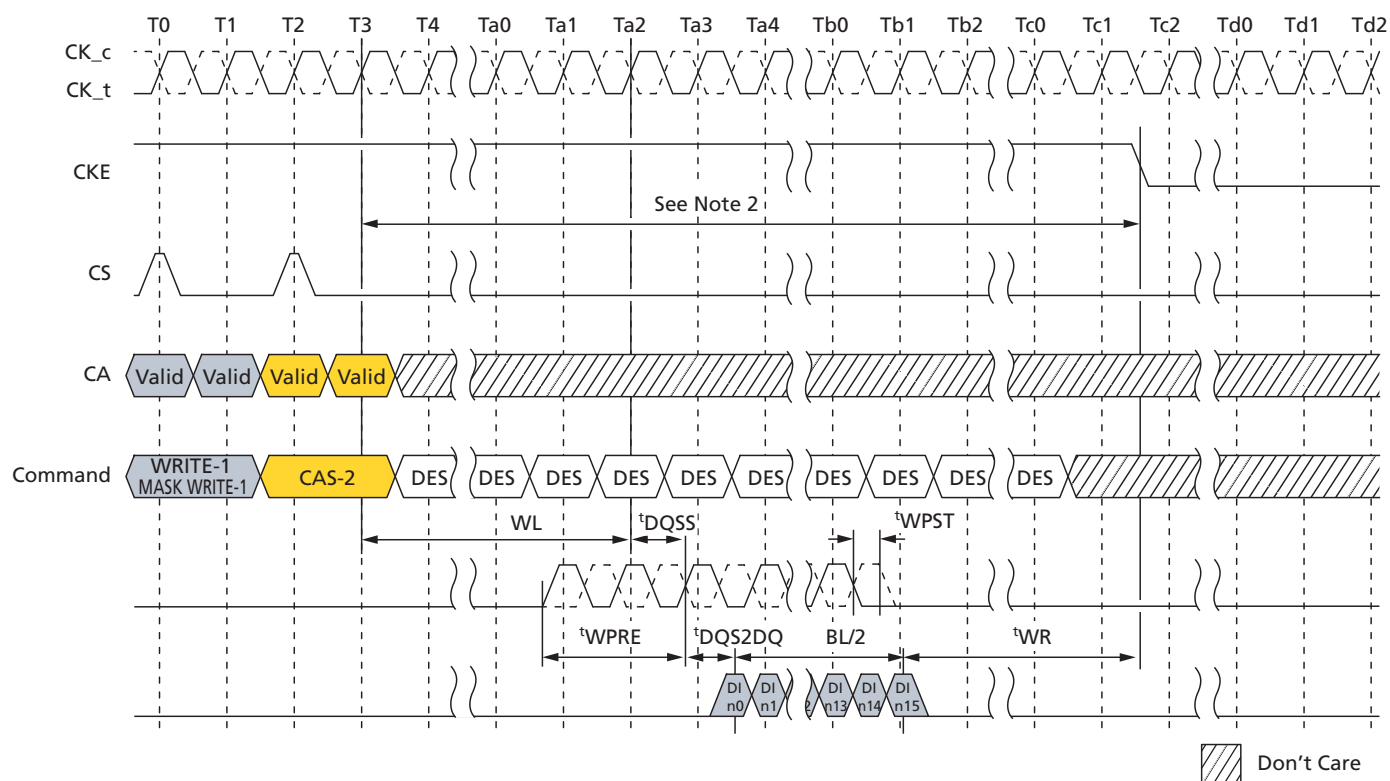 T0 T1 T2 T3 T4 Ta0 Ta1 Ta2 Ta3 Ta4 Tb0 Tb1 Tb2 Tc0 Tc1 Tc2 Td0 Td1 Td2
CK_c
CK_t
CKE
See Note 2
CS
CA Valid Valid Valid Valid
Command WRITE-1 MASK WRITE-1 CAS-2 DES DES DES DES DES DES DES DES DES DES
WL tDQSS tWPST
tWPRE tDQS2DQ BL/2 tWR
DI n0 DI n1 2 DI n13 DI n14 DI n15
Don't Care